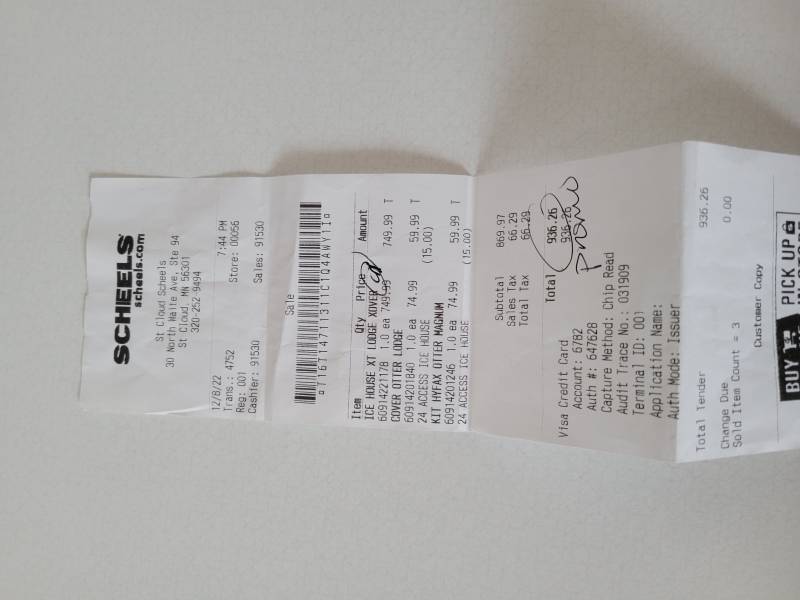 SCHEELS
scheels.com
St Cloud Scheels
30 North Waite Ave, Ste 94
St Cloud, MN 56301
320-252-9494
12/8/22 7:44 PM
Trans.: 4752 Store: 00056
Reg: 001
Cashier: 91530 Sales: 91530
Sale
aT16T14711311C1Q4AWY1Ia
Item Qty Price Amount
ICE HOUSE XT LODGE XOVER
60914221178 1.0 ea 749.99 749.99 T
COVER OTTER LODGE
60914201840 1.0 ea 74.99 59.99 T
24 ACCESS ICE HOUSE (15.00)
KIT HYFAX OTTER MAGNUM
60914201246 1.0 ea 74.99 59.99 T
24 ACCESS ICE HOUSE (15.00)
Subtotal 869.97
Sales Tax 66.29
Total Tax 66.29
Total 936.26
Visa Credit Card 936.26
Account: 6782
Auth #: 647628
Capture Method: Chip Read
Audit Trace No.: 031909
Terminal ID: 001
Application Name:
Auth Mode: Issuer
Total Tender 936.26
Change Due 0.00
Sold Item Count = 3
Customer Copy
BUY
PICK UP